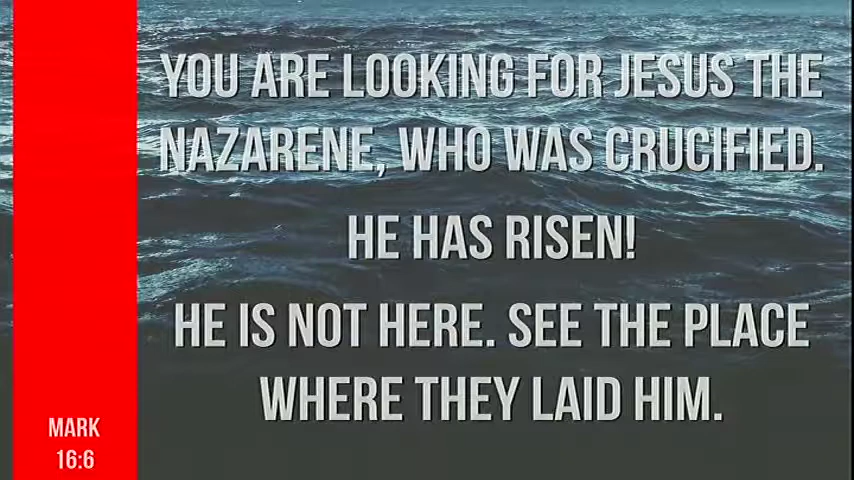 YOU ARE LOOKING FOR JESUS THE
NAZARENE, WHO WAS CRUCIFIED.
HE HAS RISEN!
HE IS NOT HERE. SEE THE PLACE
WHERE THEY LAID HIM.
MARK
16:6